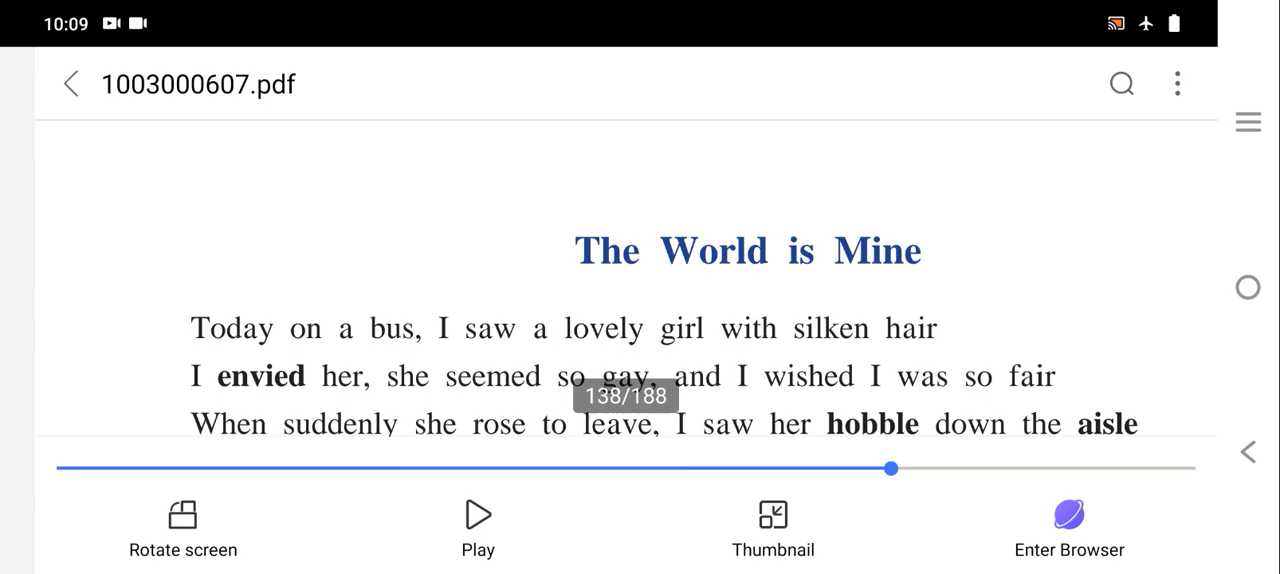 10:09
1003000607.pdf
The World is Mine
Today on a bus, I saw a lovely girl with silken hair
I envied her, she seemed so gay, and I wished I was so fair
138/188
When suddenly she rose to leave, I saw her hobble down the aisle
Rotate screen
Play
Thumbnail
Enter Browser